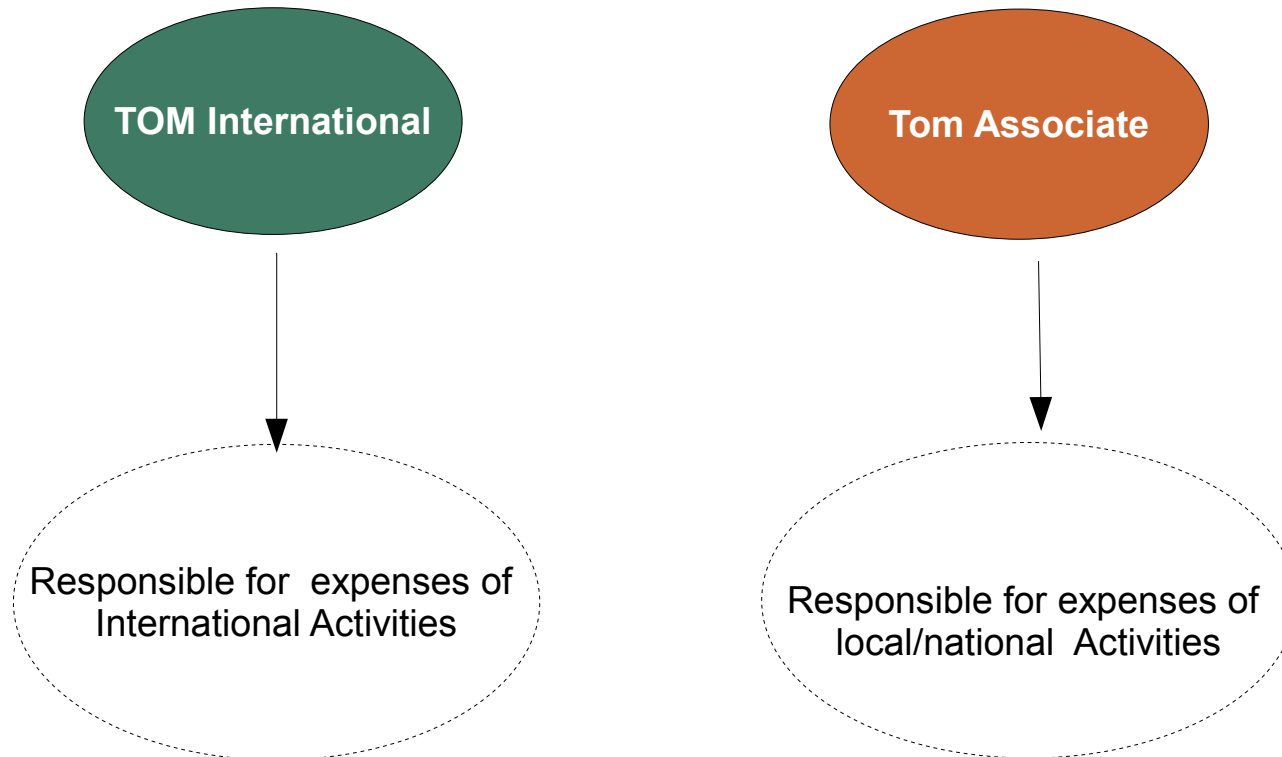 TOM International
Tom Associate
Responsible for  expenses of
International Activities
Responsible for expenses of
local/national  Activities